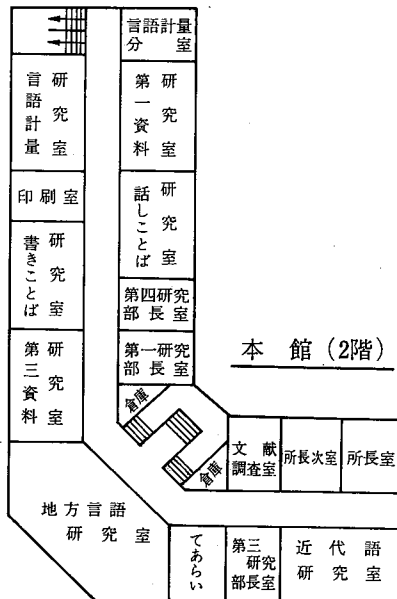 言語計量
分室
言語計量
研究室
第一資料
研究室
印刷室
話しことば
研究室
書きことば
研究室
第四研究
部長室
第三資料
研究室
第一研究
部長室
本館（2階）
倉庫
倉庫
文献
調査室
所長次室
所長室
地方言語
研究室
てあらい
第三
研究
部長室
近代語
研究室